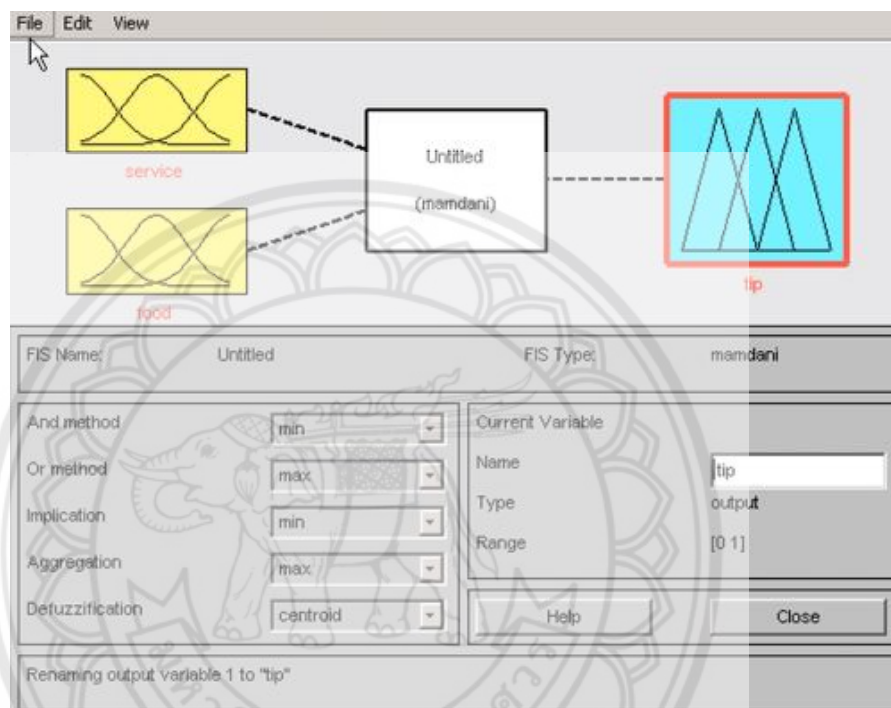 File Edit View
service
Untitled
(mamdani)
food
tip
FIS Name: Untitled FIS Type: mamdani
And method min
Or method max
Implication min
Aggregation max
Defuzzification centroid
Current Variable
Name tip
Type output
Range [0 1]
Help Close
Renaming output variable 1 to "tip"